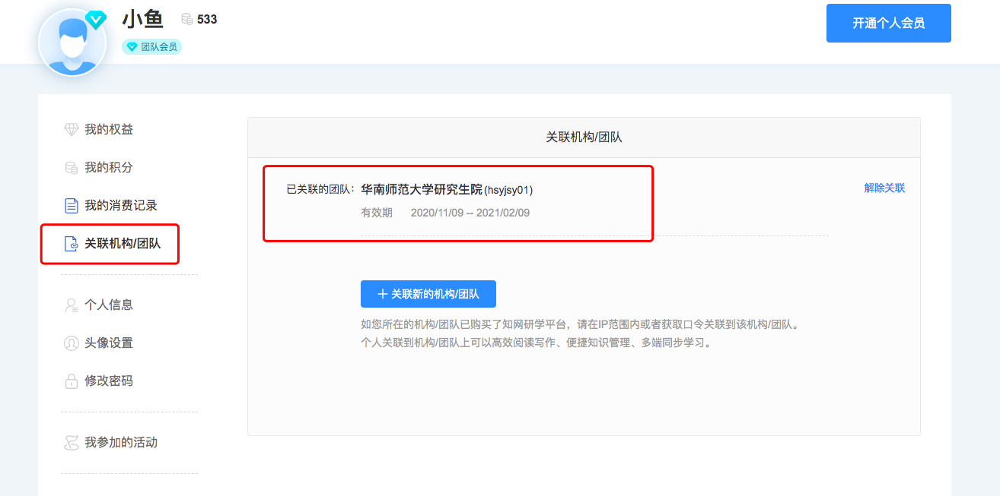 小鱼 533
团队会员
开通个人会员
我的权益
我的积分
我的消费记录
关联机构/团队
个人信息
头像设置
修改密码
我参加的活动
关联机构/团队
已关联的团队：华南师范大学研究生院(hsyjsy01)
解除关联
有效期 2020/11/09 -- 2021/02/09
＋ 关联新的机构/团队
如您所在的机构/团队已购买了知网研学平台，请在IP范围内或者获取口令关联到该机构/团队。
个人关联到机构/团队上可以高效阅读写作、便捷知识管理、多端同步学习。